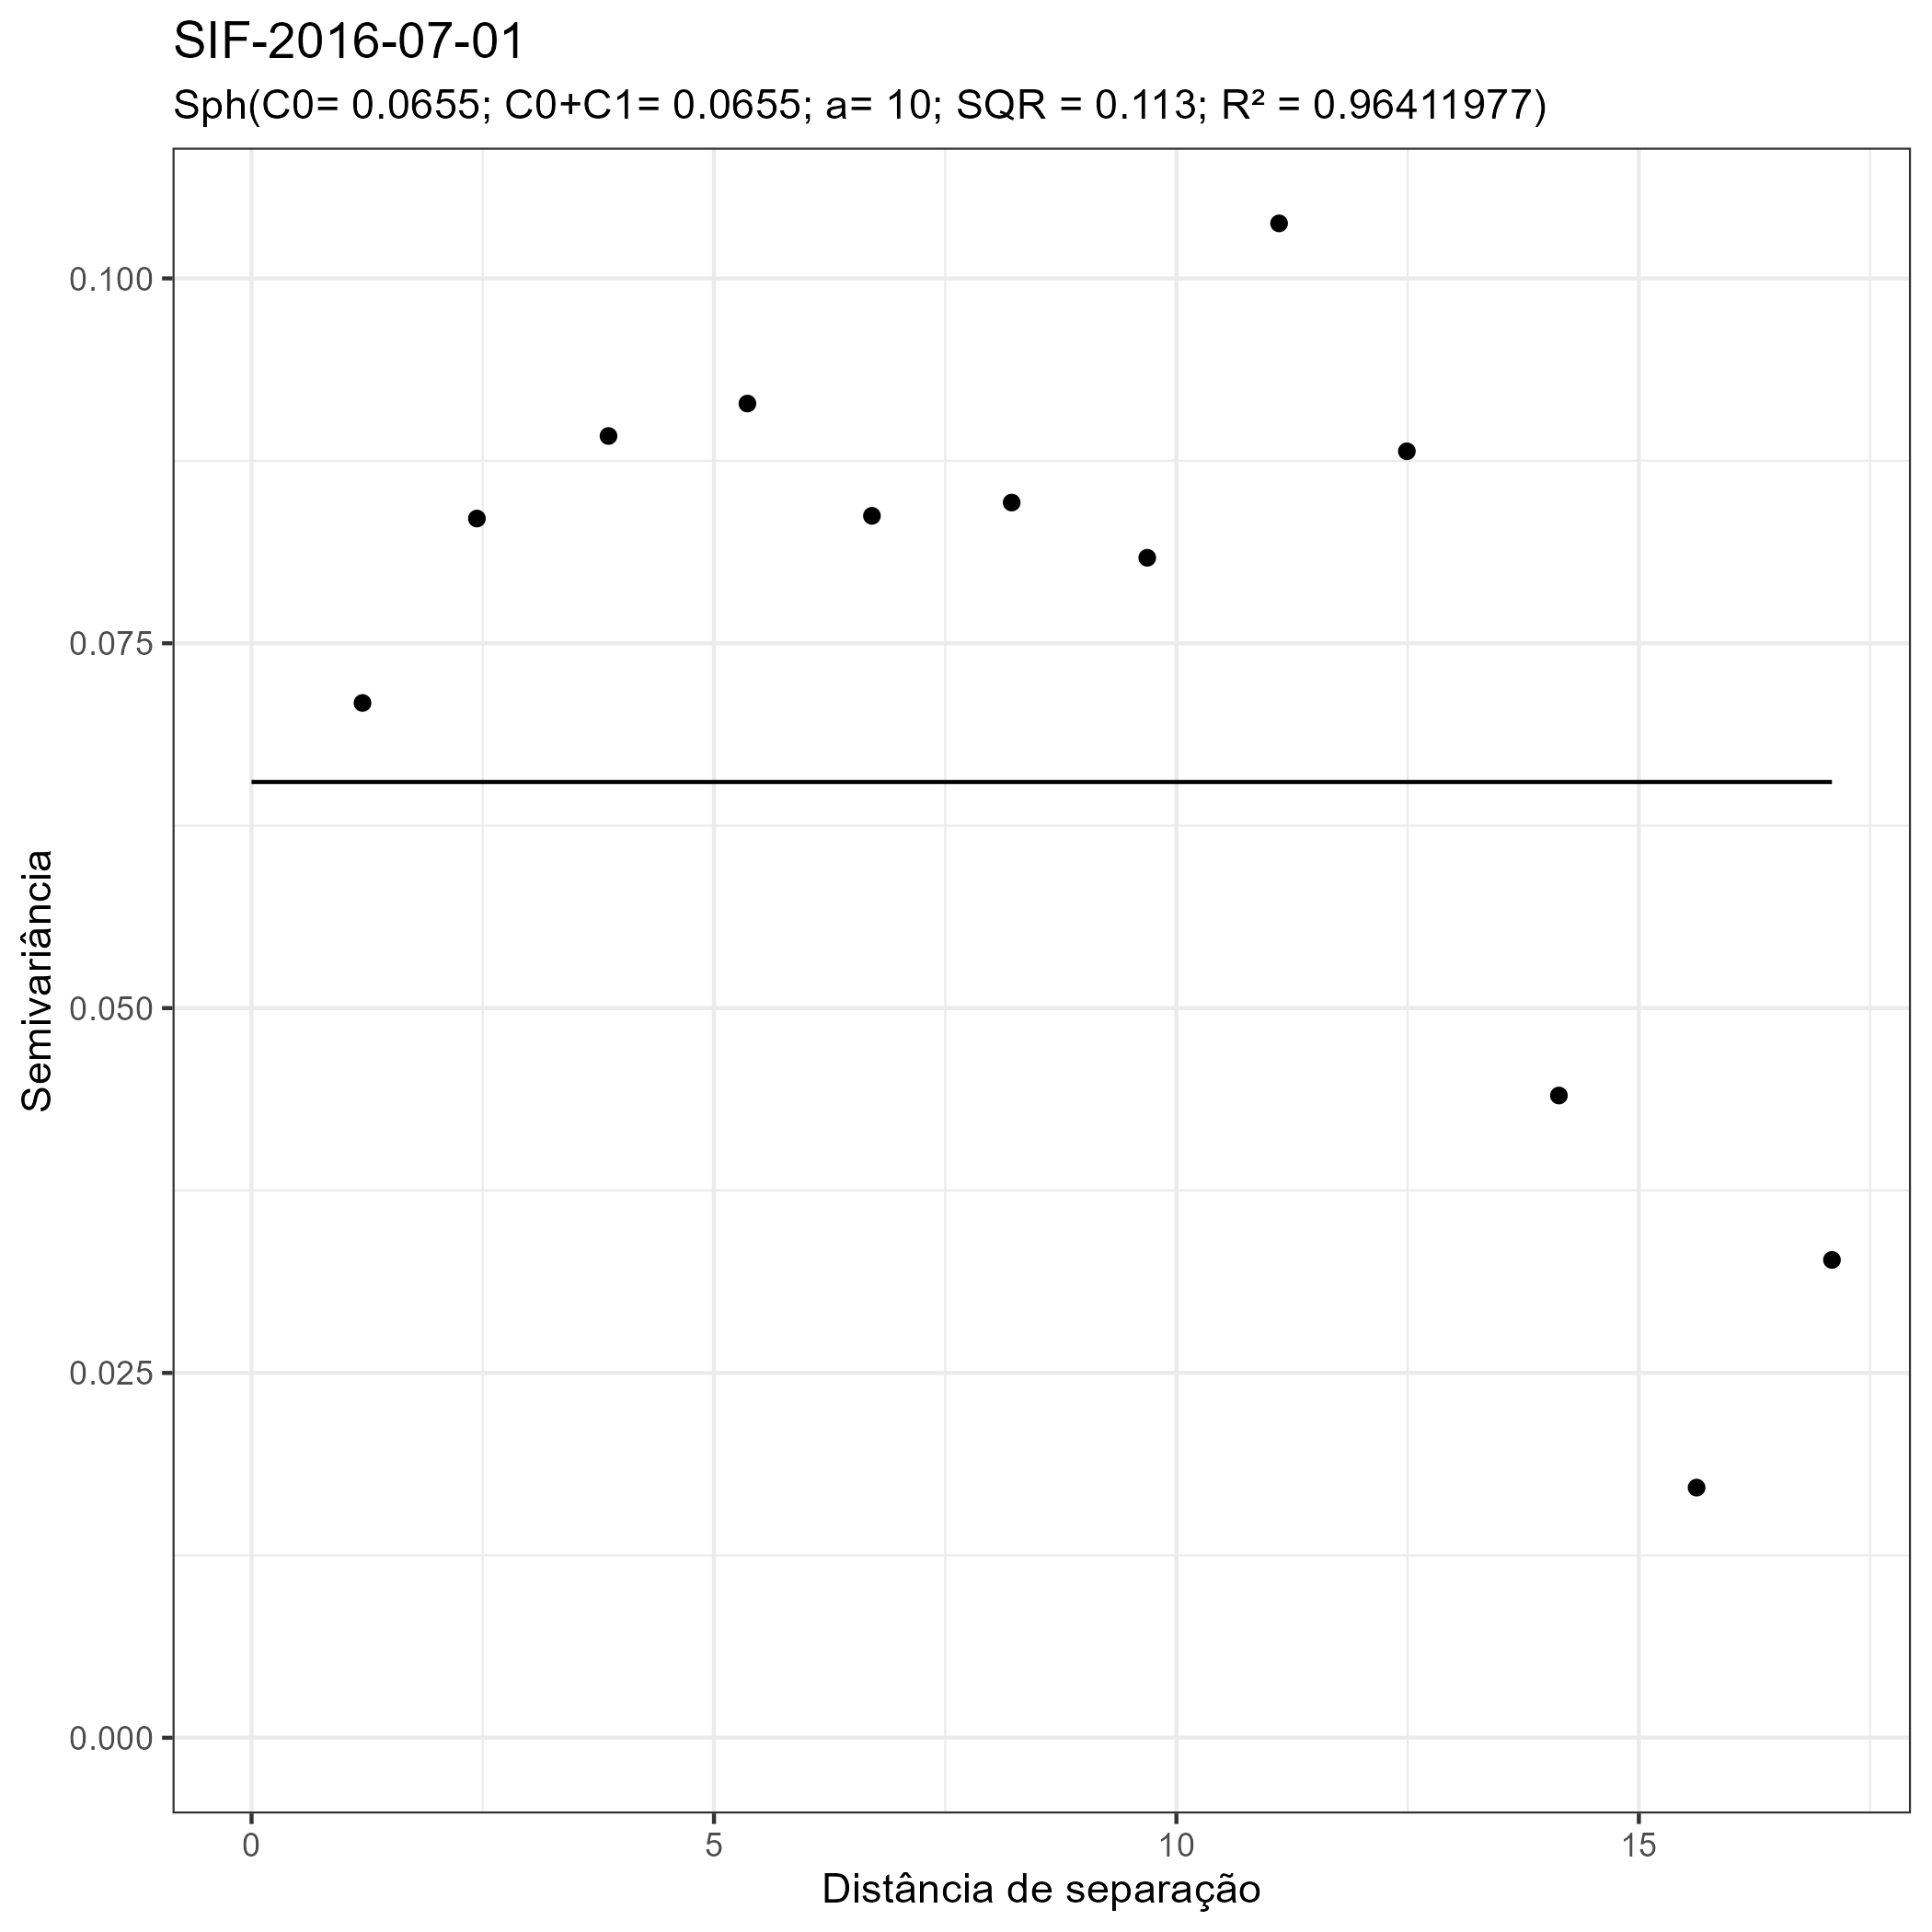 SIF-2016-07-01
Sph(C0= 0.0655; C0+C1= 0.0655; a= 10; SQR = 0.113; R² = 0.96411977)
0.100
0.075
0.050
0.025
0.000
Semivariância
0 5 10 15
Distância de separação